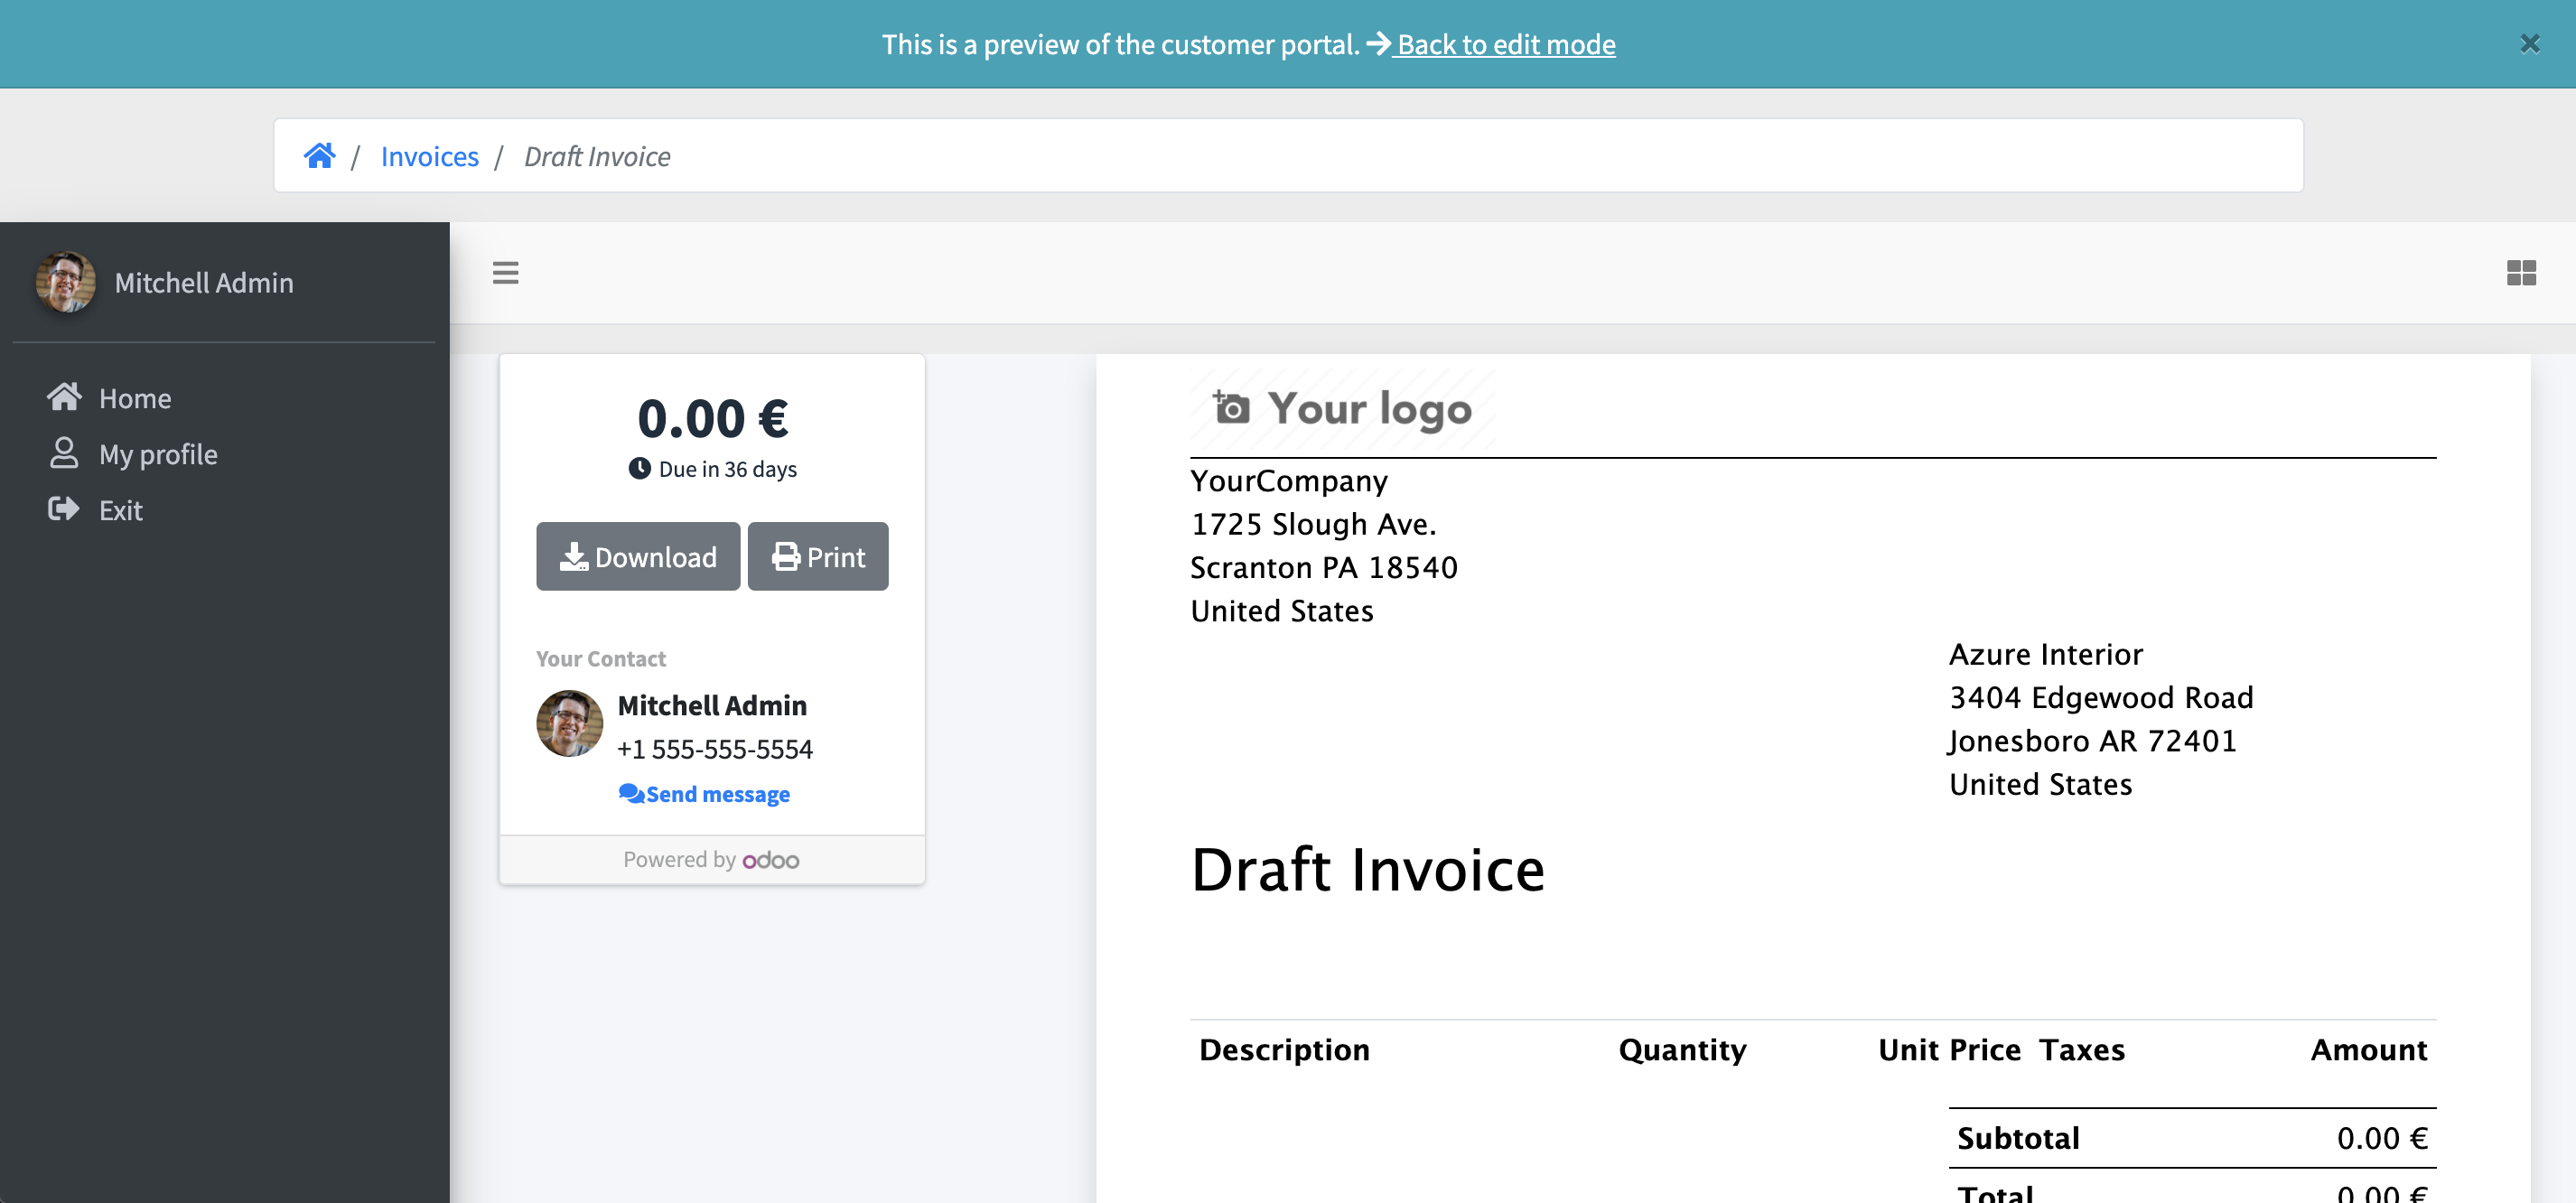 This is a preview of the customer portal. Back to edit mode
/ Invoices / Draft Invoice
Mitchell Admin
Home
My profile
Exit
0.00 €
Due in 36 days
Download Print
Your Contact
Mitchell Admin
+1 555-555-5554
Send message
Powered by odoo
Your logo
YourCompany
1725 Slough Ave.
Scranton PA 18540
United States
Azure Interior
3404 Edgewood Road
Jonesboro AR 72401
United States
Draft Invoice
Description Quantity Unit Price Taxes Amount
Subtotal 0.00 €
Total 0.00 €